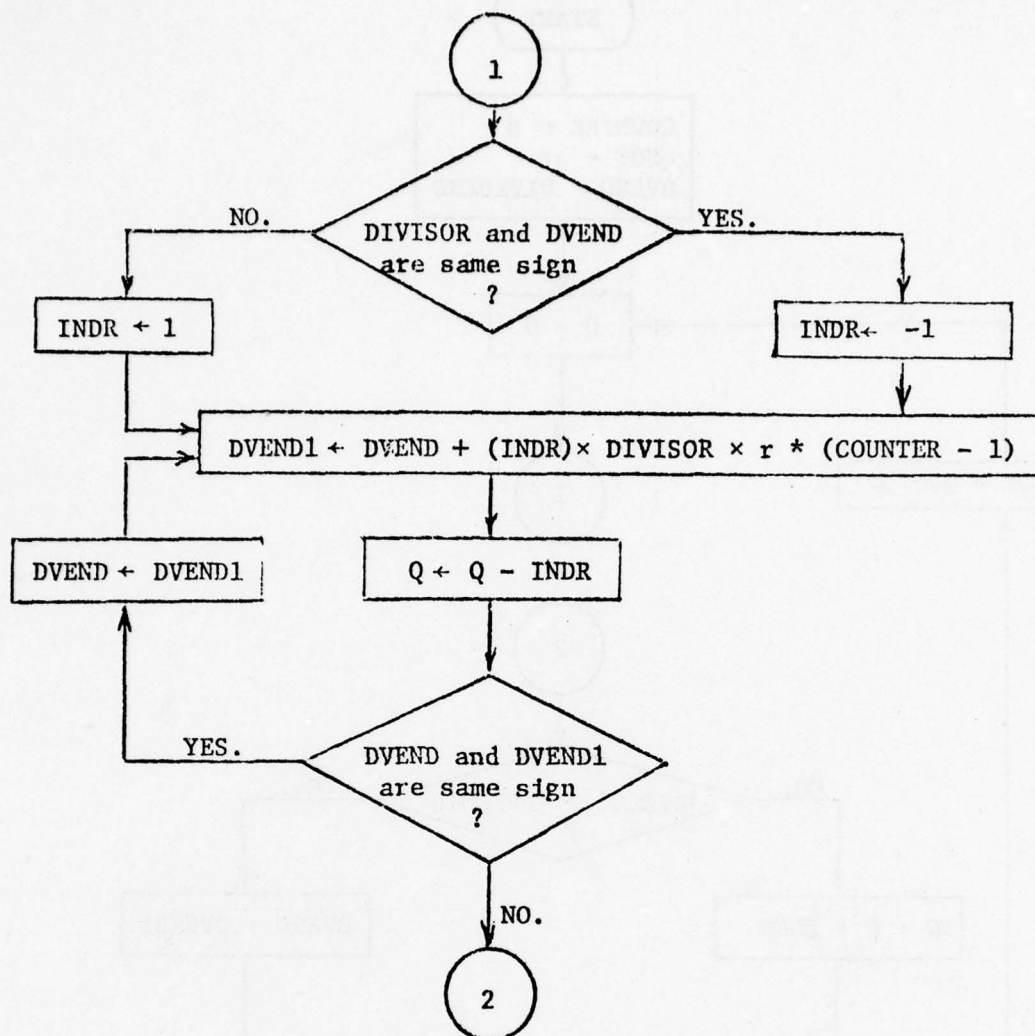 1
DIVISOR and DVEND
are same sign
?
NO.
YES.
INDR ← 1
INDR← -1
DVEND1 ← DVEND + (INDR)× DIVISOR × r * (COUNTER - 1)
DVEND ← DVEND1
Q ← Q - INDR
DVEND and DVEND1
are same sign
?
YES.
NO.
2